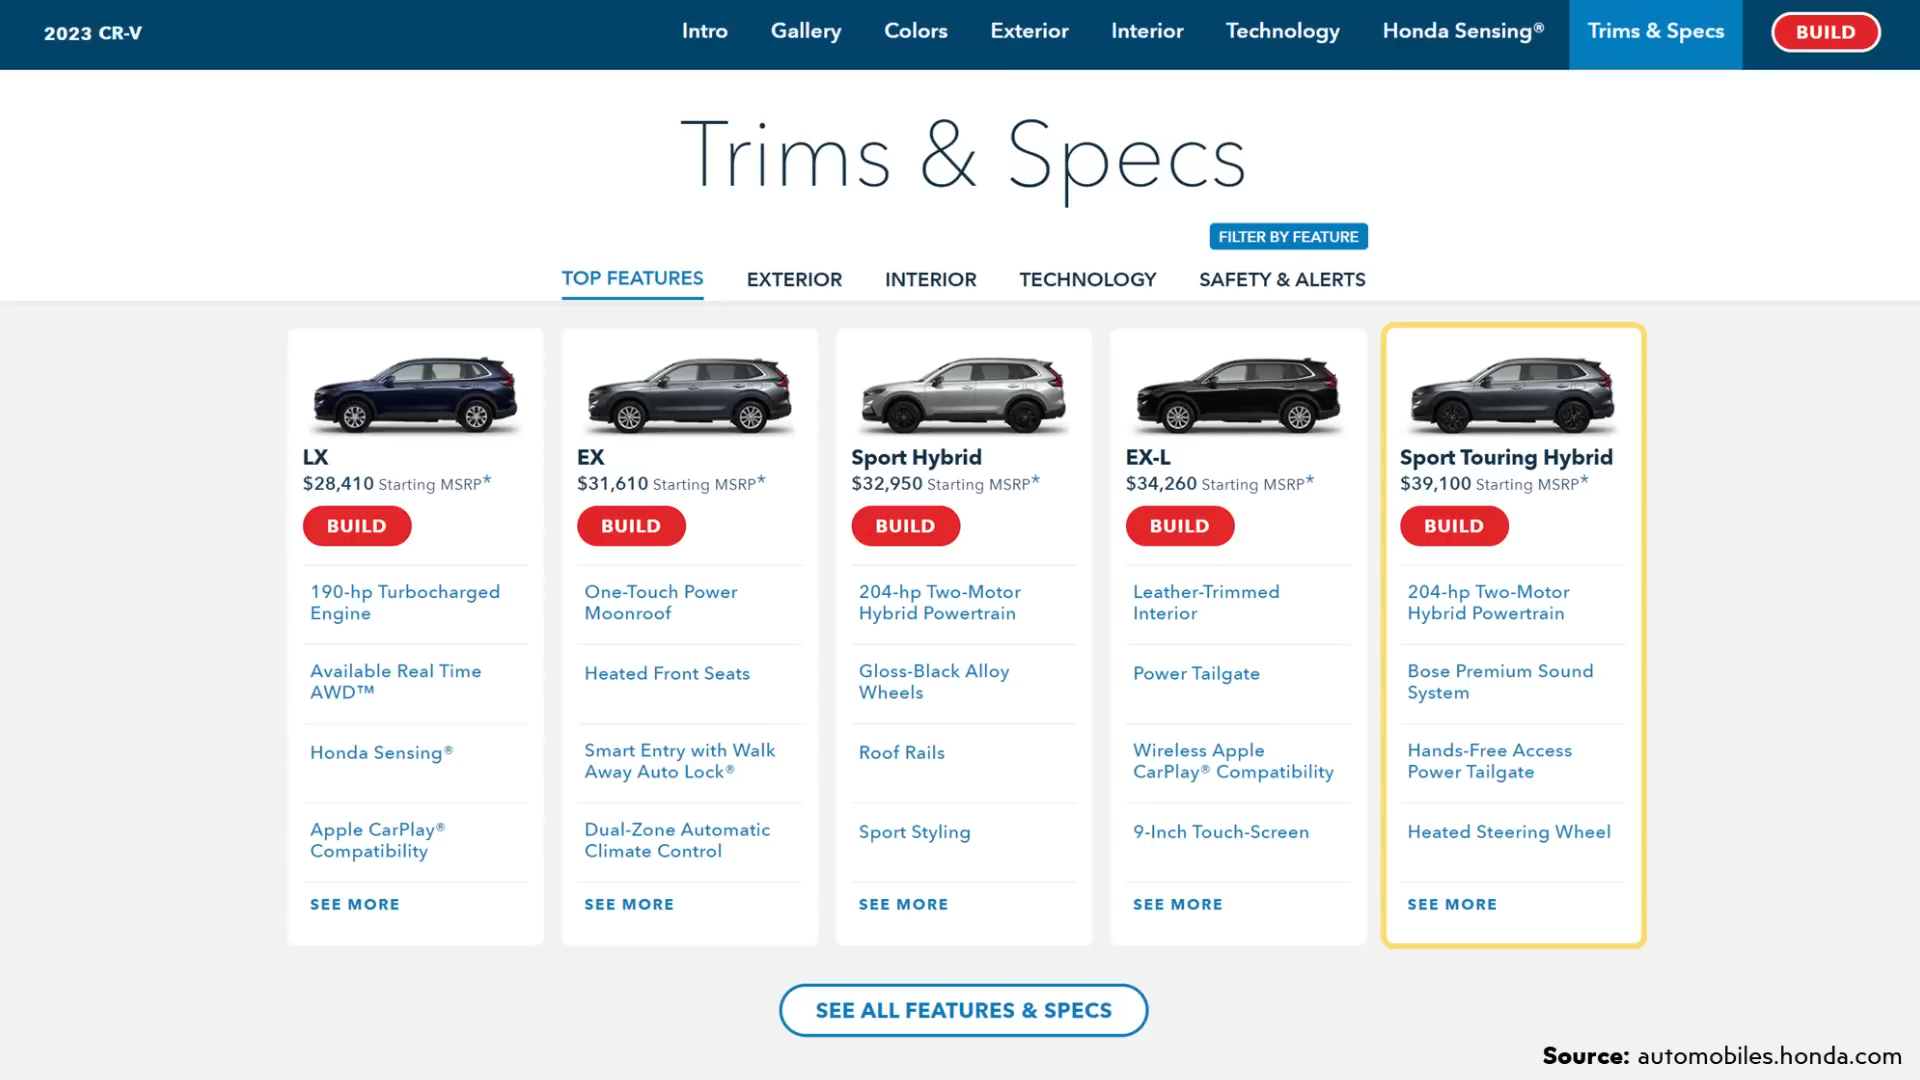 2023 CR-V
Intro Gallery Colors Exterior Interior Technology Honda Sensing® Trims & Specs BUILD
Trims & Specs
FILTER BY FEATURE
TOP FEATURES EXTERIOR INTERIOR TECHNOLOGY SAFETY & ALERTS
LX
$28,410 Starting MSRP*
BUILD
190-hp Turbocharged
Engine
Available Real Time
AWD™
Honda Sensing®
Apple CarPlay®
Compatibility
SEE MORE
EX
$31,610 Starting MSRP*
BUILD
One-Touch Power
Moonroof
Heated Front Seats
Smart Entry with Walk
Away Auto Lock®
Dual-Zone Automatic
Climate Control
SEE MORE
Sport Hybrid
$32,950 Starting MSRP*
BUILD
204-hp Two-Motor
Hybrid Powertrain
Gloss-Black Alloy
Wheels
Roof Rails
Sport Styling
SEE MORE
EX-L
$34,260 Starting MSRP*
BUILD
Leather-Trimmed
Interior
Power Tailgate
Wireless Apple
CarPlay® Compatibility
9-Inch Touch-Screen
SEE MORE
Sport Touring Hybrid
$39,100 Starting MSRP*
BUILD
204-hp Two-Motor
Hybrid Powertrain
Bose Premium Sound
System
Hands-Free Access
Power Tailgate
Heated Steering Wheel
SEE MORE
SEE ALL FEATURES & SPECS
Source: automobiles.honda.com